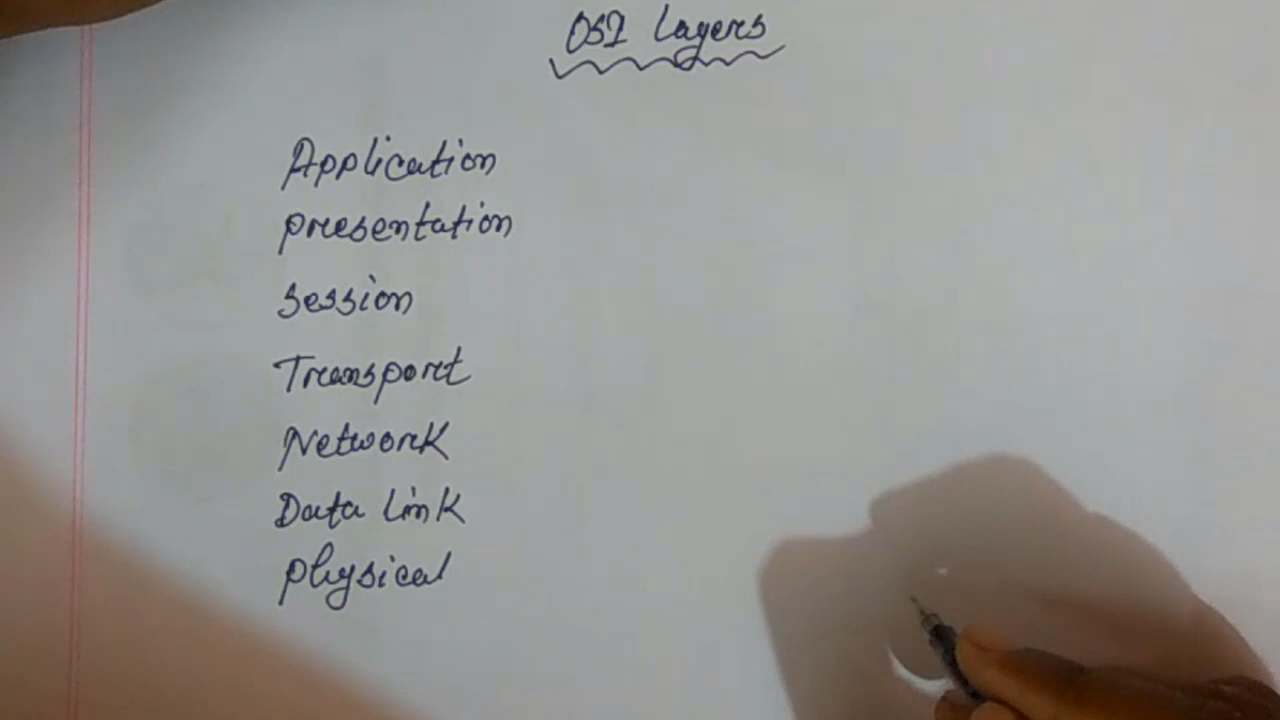 OSI Layers
Application
presentation
session
Transport
Network
Data Link
physical